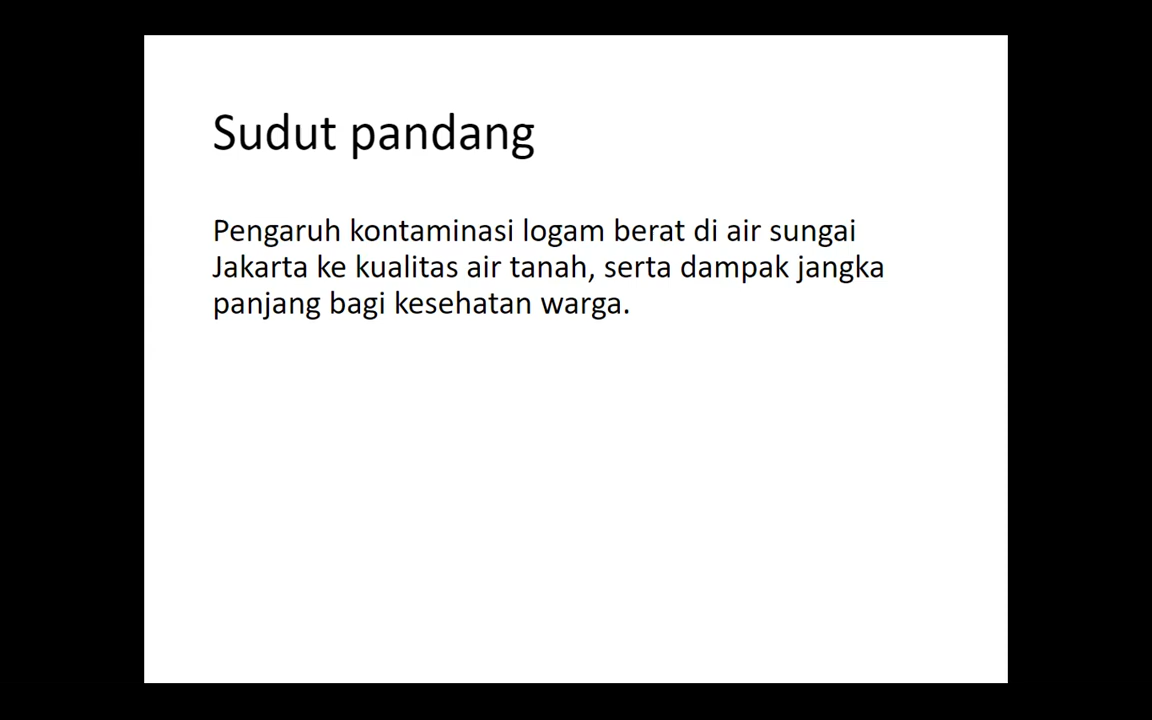 Sudut pandang
Pengaruh kontaminasi logam berat di air sungai
Jakarta ke kualitas air tanah, serta dampak jangka
panjang bagi kesehatan warga.